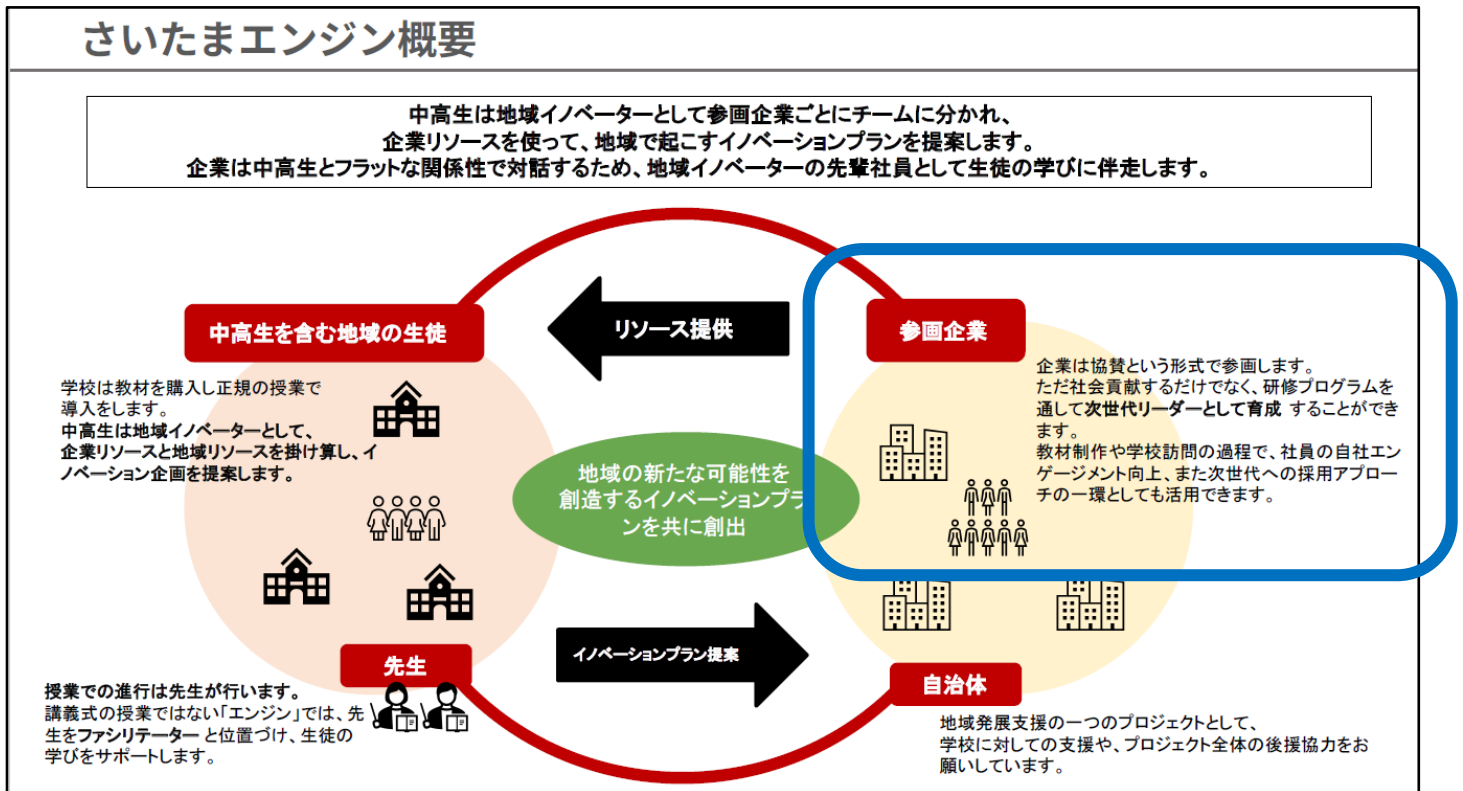 さいたまエンジン概要
中高生は地域イノベーターとして参画企業ごとにチームに分かれ、
企業リソースを使って、地域で起こすイノベーションプランを提案します。
企業は中高生とフラットな関係性で対話するため、地域イノベーターの先輩社員として生徒の学びに伴走します。
中高生を含む地域の生徒
リソース提供
参画企業
学校は教材を購入し正規の授業で
導入をします。
中高生は地域イノベーターとして、
企業リソースと地域リソースを掛け算し、イ
ノベーション企画を提案します。
企業は協賛という形式で参画します。
ただ社会貢献するだけでなく、研修プログラムを
通して次世代リーダーとして育成 することができ
ます。
教材制作や学校訪問の過程で、社員の自社エン
ゲージメント向上、また次世代への採用アプロー
チの一環としても活用できます。
地域の新たな可能性を
創造するイノベーションプラ
ンを共に創出
イノベーションプラン提案
先生
授業での進行は先生が行います。
講義式の授業ではない「エンジン」では、先
生をファシリテーター と位置づけ、生徒の
学びをサポートします。
自治体
地域発展支援の一つのプロジェクトとして、
学校に対しての支援や、プロジェクト全体の後援協力をお
願いしています。